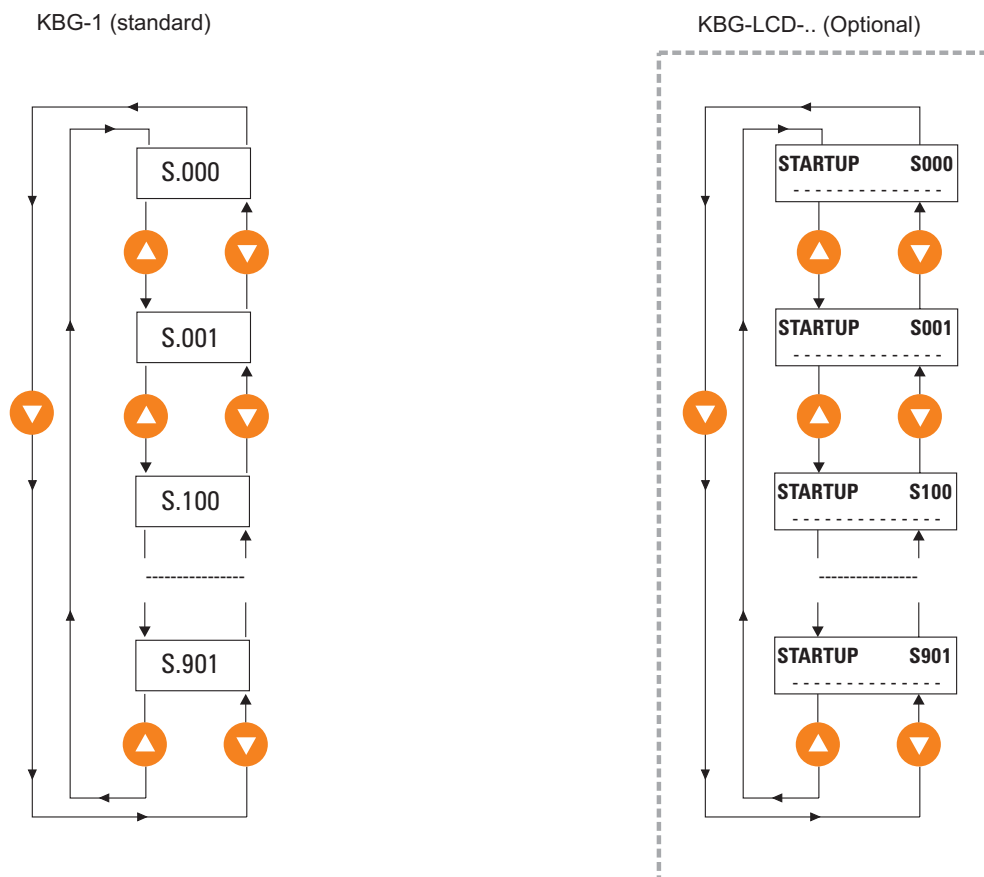 KBG-1 (standard)
S.000
S.001
S.100
---------------
S.901
KBG-LCD-.. (Optional)
STARTUP S000
- - - - - - - - - - - - - -
STARTUP S001
- - - - - - - - - - - - - -
STARTUP S100
- - - - - - - - - - - - - -
---------------
STARTUP S901
- - - - - - - - - - - - - -